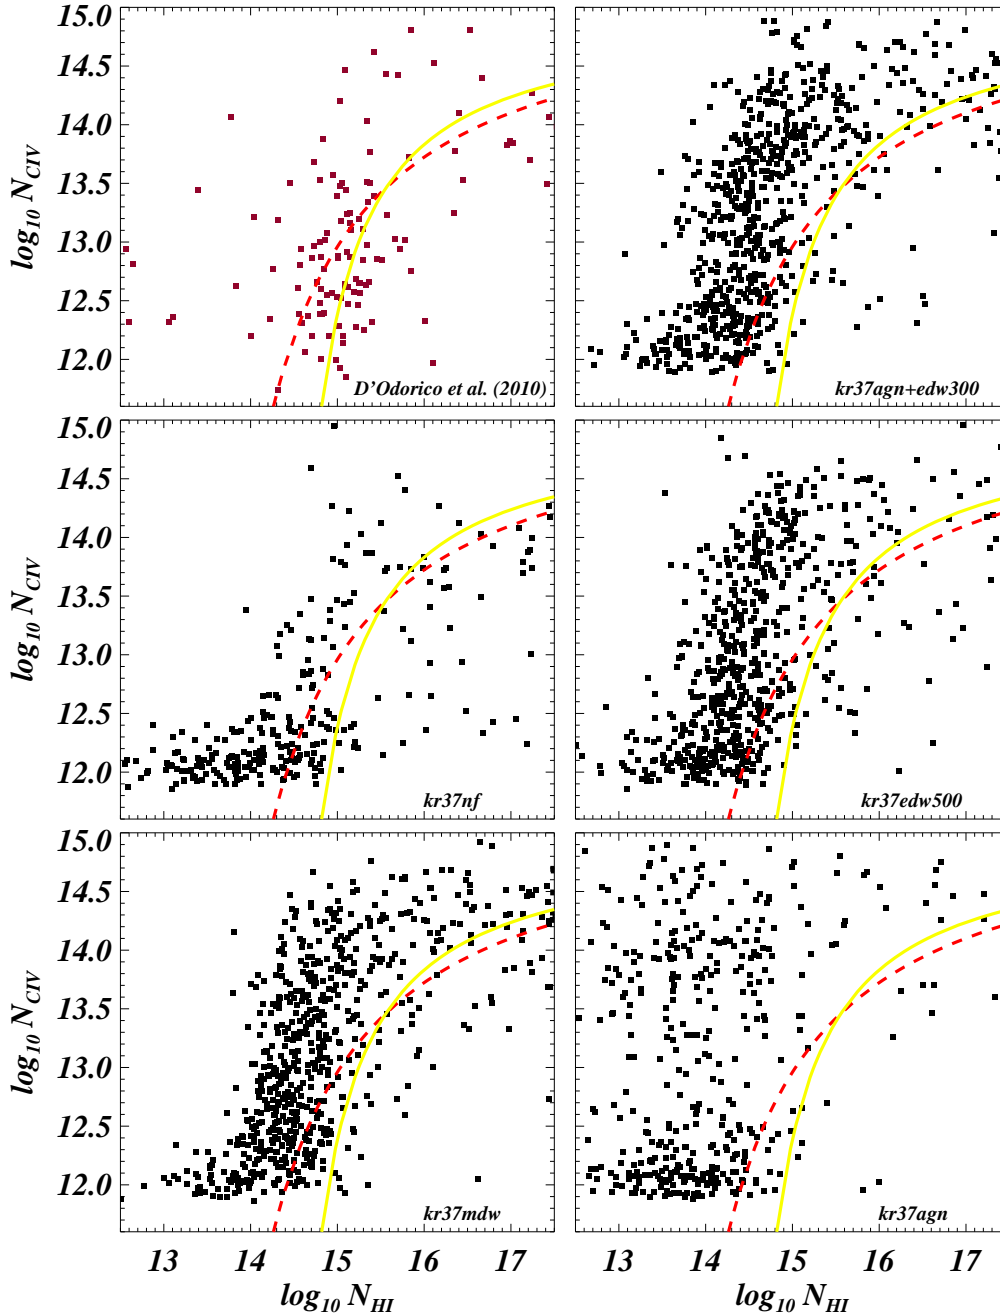 15.0
14.5
14.0
13.5
13.0
12.5
12.0
log10 NCIV
D'Odorico et al. (2010)
kr37agn+edw300
15.0
14.5
14.0
13.5
13.0
12.5
12.0
log10 NCIV
kr37nf
kr37edw500
15.0
14.5
14.0
13.5
13.0
12.5
12.0
log10 NCIV
kr37mdw
kr37agn
13 14 15 16 17
13 14 15 16 17
log10 NHI
log10 NHI